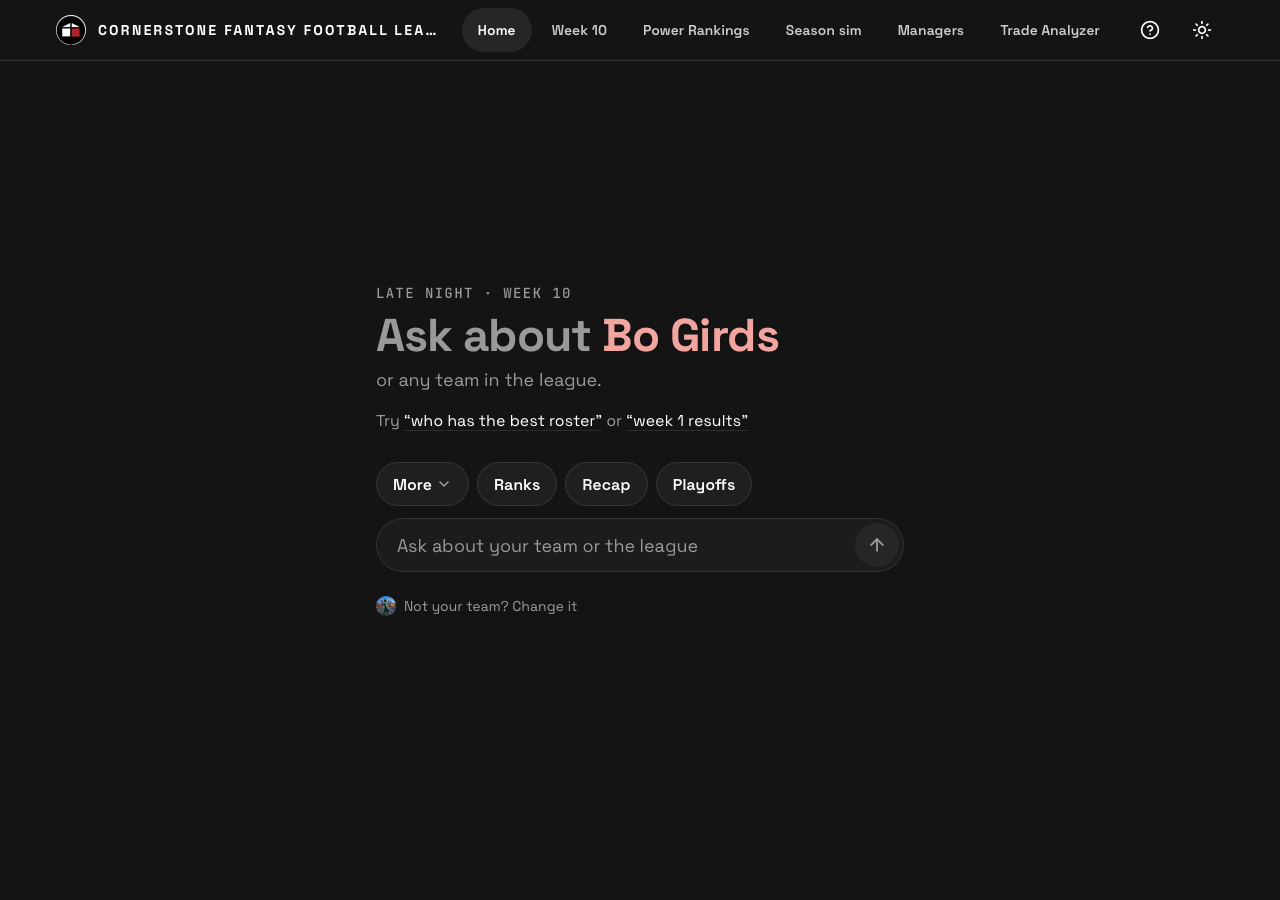 CORNERSTONE FANTASY FOOTBALL LEA…
Home
Week 10
Power Rankings
Season sim
Managers
Trade Analyzer
LATE NIGHT · WEEK 10
Ask about Bo Girds
or any team in the league.
Try “who has the best roster” or “week 1 results”
More
Ranks
Recap
Playoffs
Ask about your team or the league
Not your team? Change it